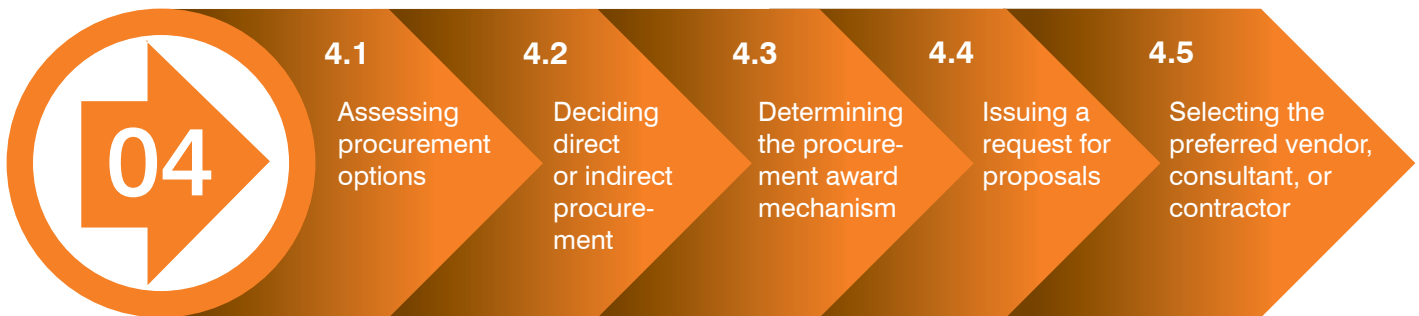 04
4.1
Assessing
procurement
options
4.2
Deciding
direct
or indirect
procure-
ment
4.3
Determining
the procure-
ment award
mechanism
4.4
Issuing a
request for
proposals
4.5
Selecting the
preferred vendor,
consultant, or
contractor